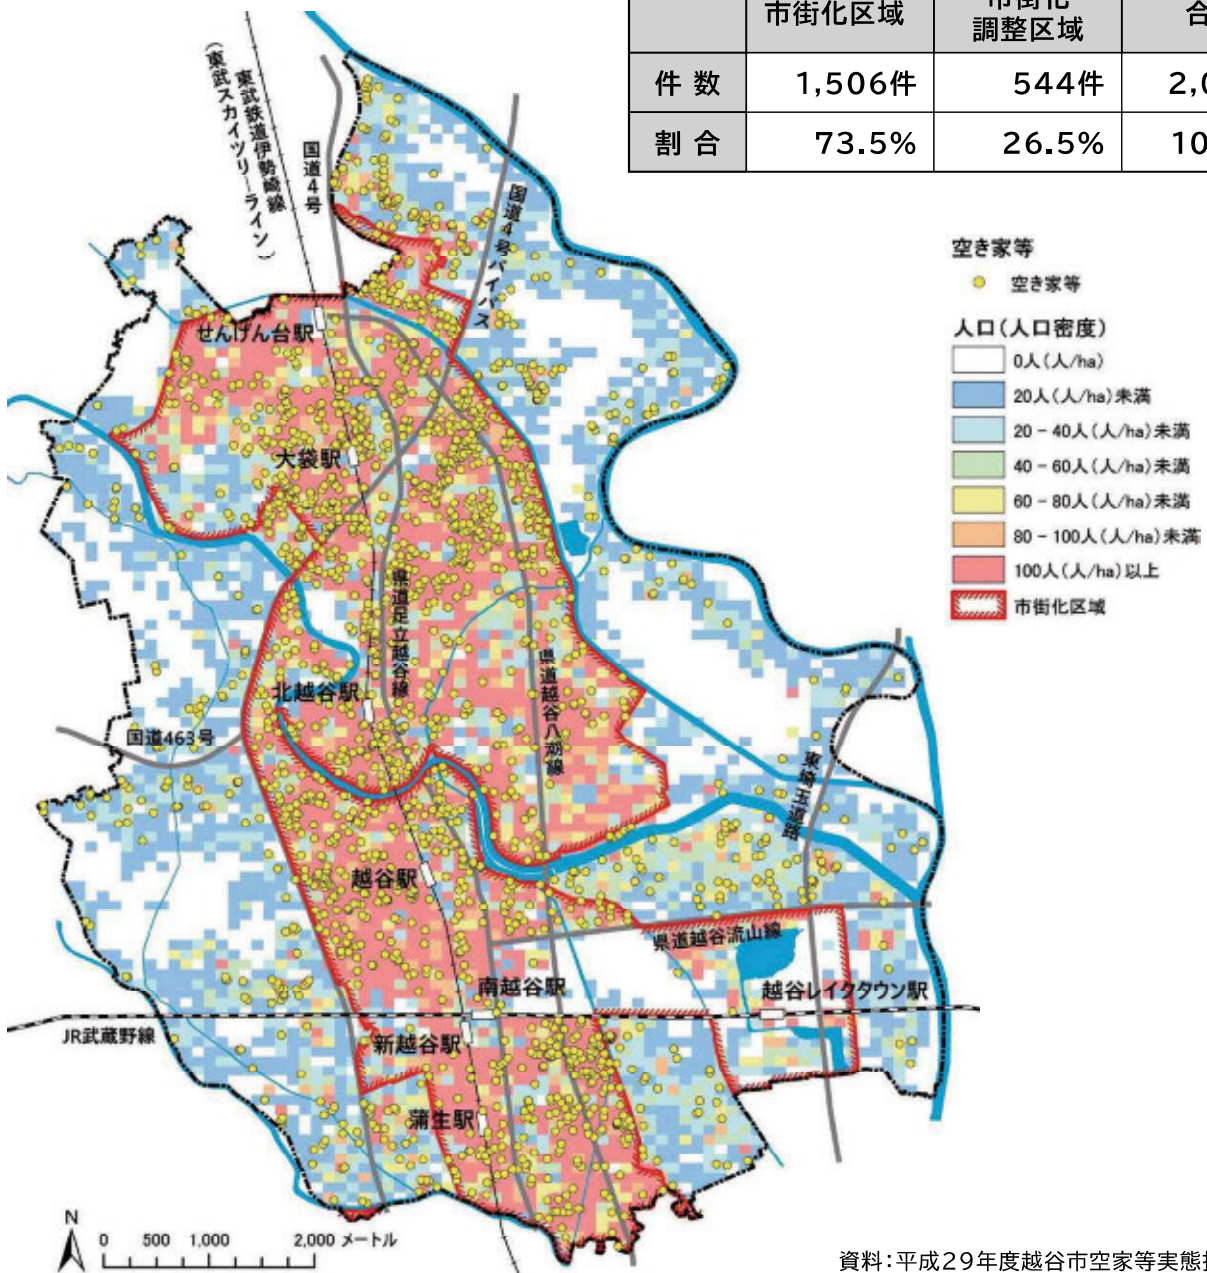 市街化区域
調整区域
件数 1,506件 544件
割合 73.5% 26.5%
東武鉄道伊勢崎線
(東武スカイツリーライン)
国道4号
国道4号バイパス
空き家等
空き家等
人口(人口密度)
0人(人/ha)
20人(人/ha)未満
20-40人(人/ha)未満
40-60人(人/ha)未満
60-80人(人/ha)未満
80-100人(人/ha)未満
100人(人/ha)以上
市街化区域
せんげん台駅
大袋駅
県道足立越谷線
県道越谷八潮線
北越谷駅
国道463号
東埼玉道路
越谷駅
県道越谷流山線
南越谷駅
越谷レイクタウン駅
JR武蔵野線
新越谷駅
蒲生駅
N
0 500 1,000 2,000 メートル
資料:平成29年度越谷市空家等実態